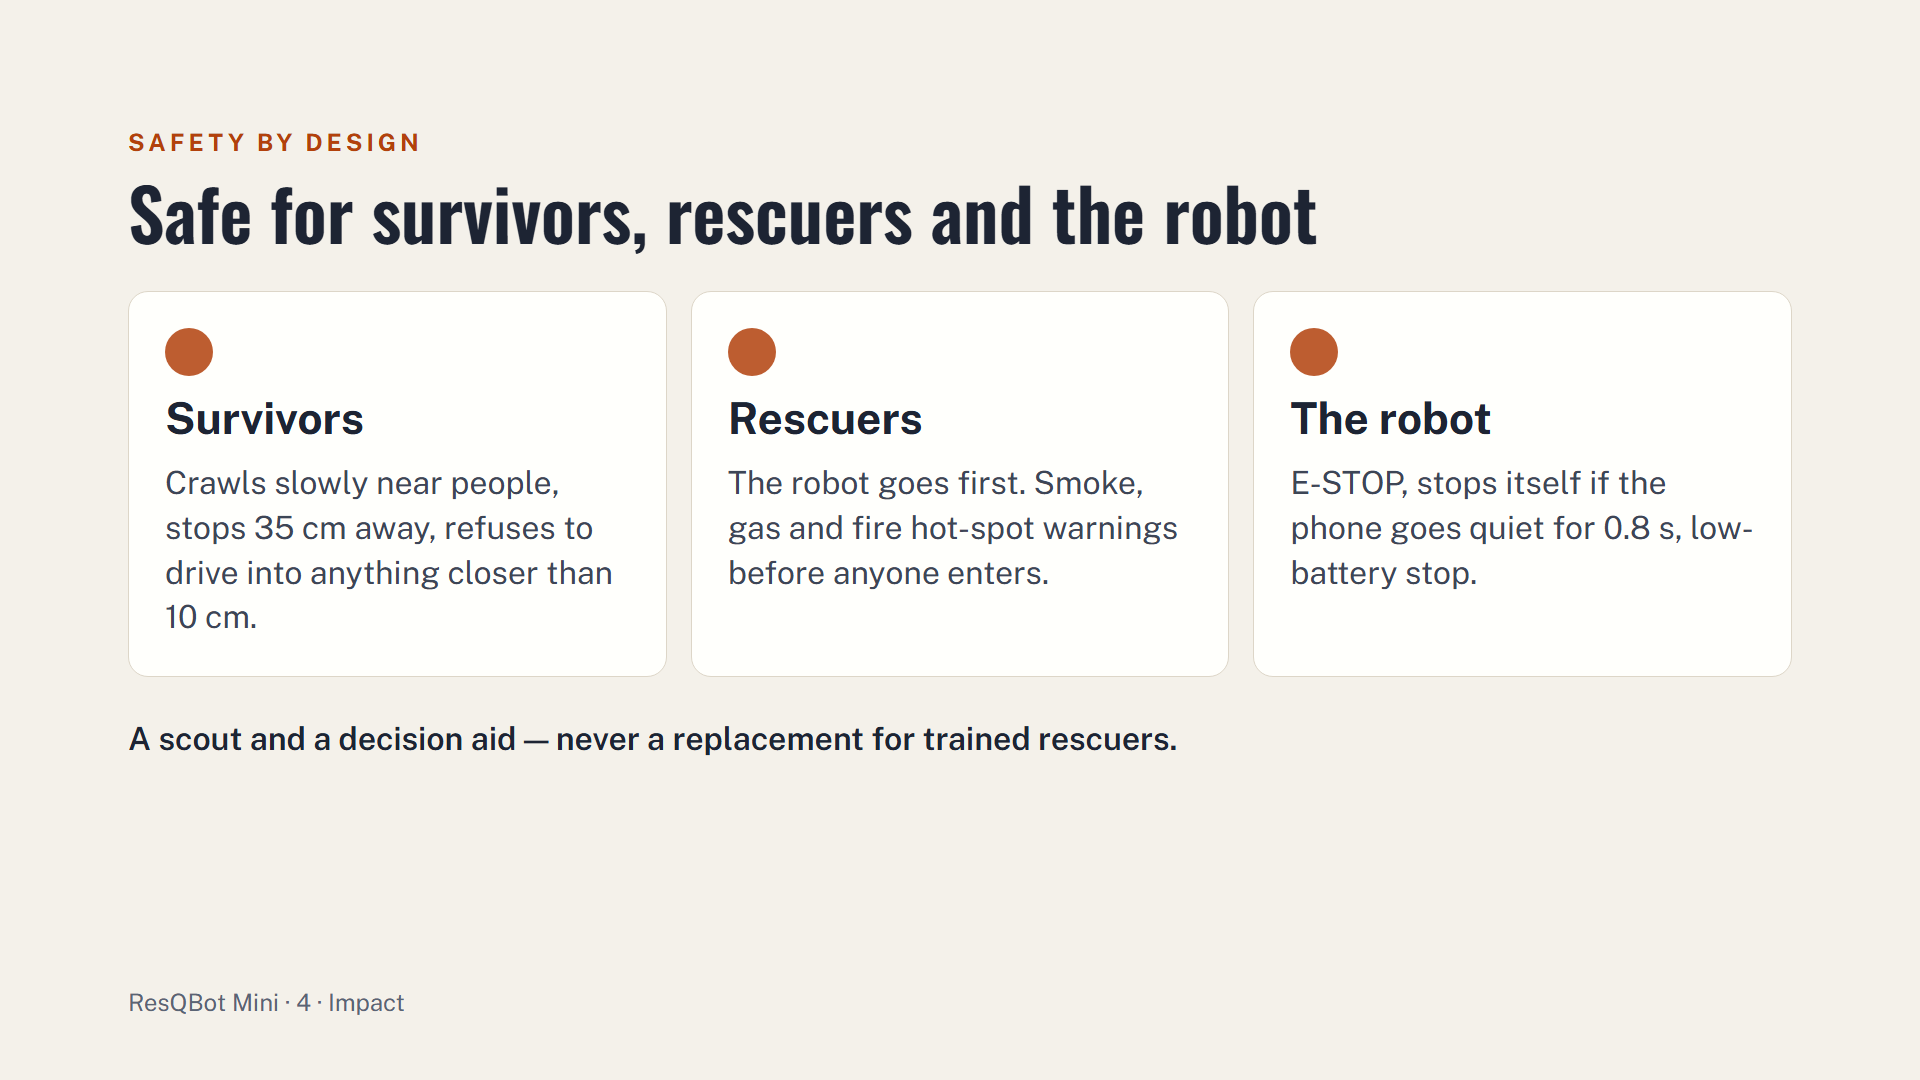 SAFETY BY DESIGN
Safe for survivors, rescuers and the robot
Survivors
Crawls slowly near people,
stops 35 cm away, refuses to
drive into anything closer than
10 cm.
Rescuers
The robot goes first. Smoke,
gas and fire hot-spot warnings
before anyone enters.
The robot
E-STOP, stops itself if the
phone goes quiet for 0.8 s, low-
battery stop.
A scout and a decision aid — never a replacement for trained rescuers.
ResQBot Mini · 4 · Impact